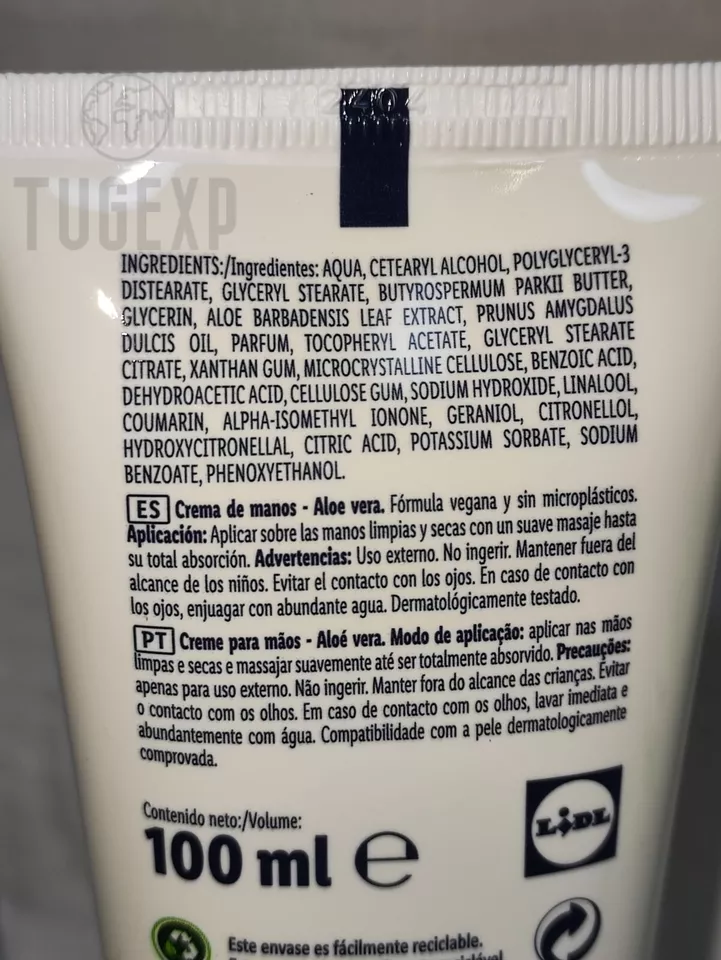 TUGEXP
INGREDIENTS:/Ingredientes: AQUA, CETEARYL ALCOHOL, POLYGLYCERYL-3
DISTEARATE, GLYCERYL STEARATE, BUTYROSPERMUM PARKII BUTTER,
GLYCERIN, ALOE BARBADENSIS LEAF EXTRACT, PRUNUS AMYGDALUS
DULCIS OIL, PARFUM, TOCOPHERYL ACETATE, GLYCERYL STEARATE
CITRATE, XANTHAN GUM, MICROCRYSTALLINE CELLULOSE, BENZOIC ACID,
DEHYDROACETIC ACID, CELLULOSE GUM, SODIUM HYDROXIDE, LINALOOL,
COUMARIN, ALPHA-ISOMETHYL IONONE, GERANIOL, CITRONELLOL,
HYDROXYCITRONELLAL, CITRIC ACID, POTASSIUM SORBATE, SODIUM
BENZOATE, PHENOXYETHANOL.
ES Crema de manos - Aloe vera. Fórmula vegana y sin microplásticos.
Aplicación: Aplicar sobre las manos limpias y secas con un suave masaje hasta
su total absorción. Advertencias: Uso externo. No ingerir. Mantener fuera del
alcance de los niños. Evitar el contacto con los ojos. En caso de contacto con
los ojos, enjuagar con abundante agua. Dermatológicamente testado.
PT Creme para mãos - Aloé vera. Modo de aplicação: aplicar nas mãos
limpas e secas e massajar suavemente até ser totalmente absorvido. Precauções:
apenas para uso externo. Não ingerir. Manter fora do alcance das crianças. Evitar
o contacto com os olhos. Em caso de contacto com os olhos, lavar imediata e
abundantemente com água. Compatibilidade com a pele dermatologicamente
comprovada.
Contenido neto:/Volume:
100 ml ℮
LIDL
Este envase es fácilmente reciclable.